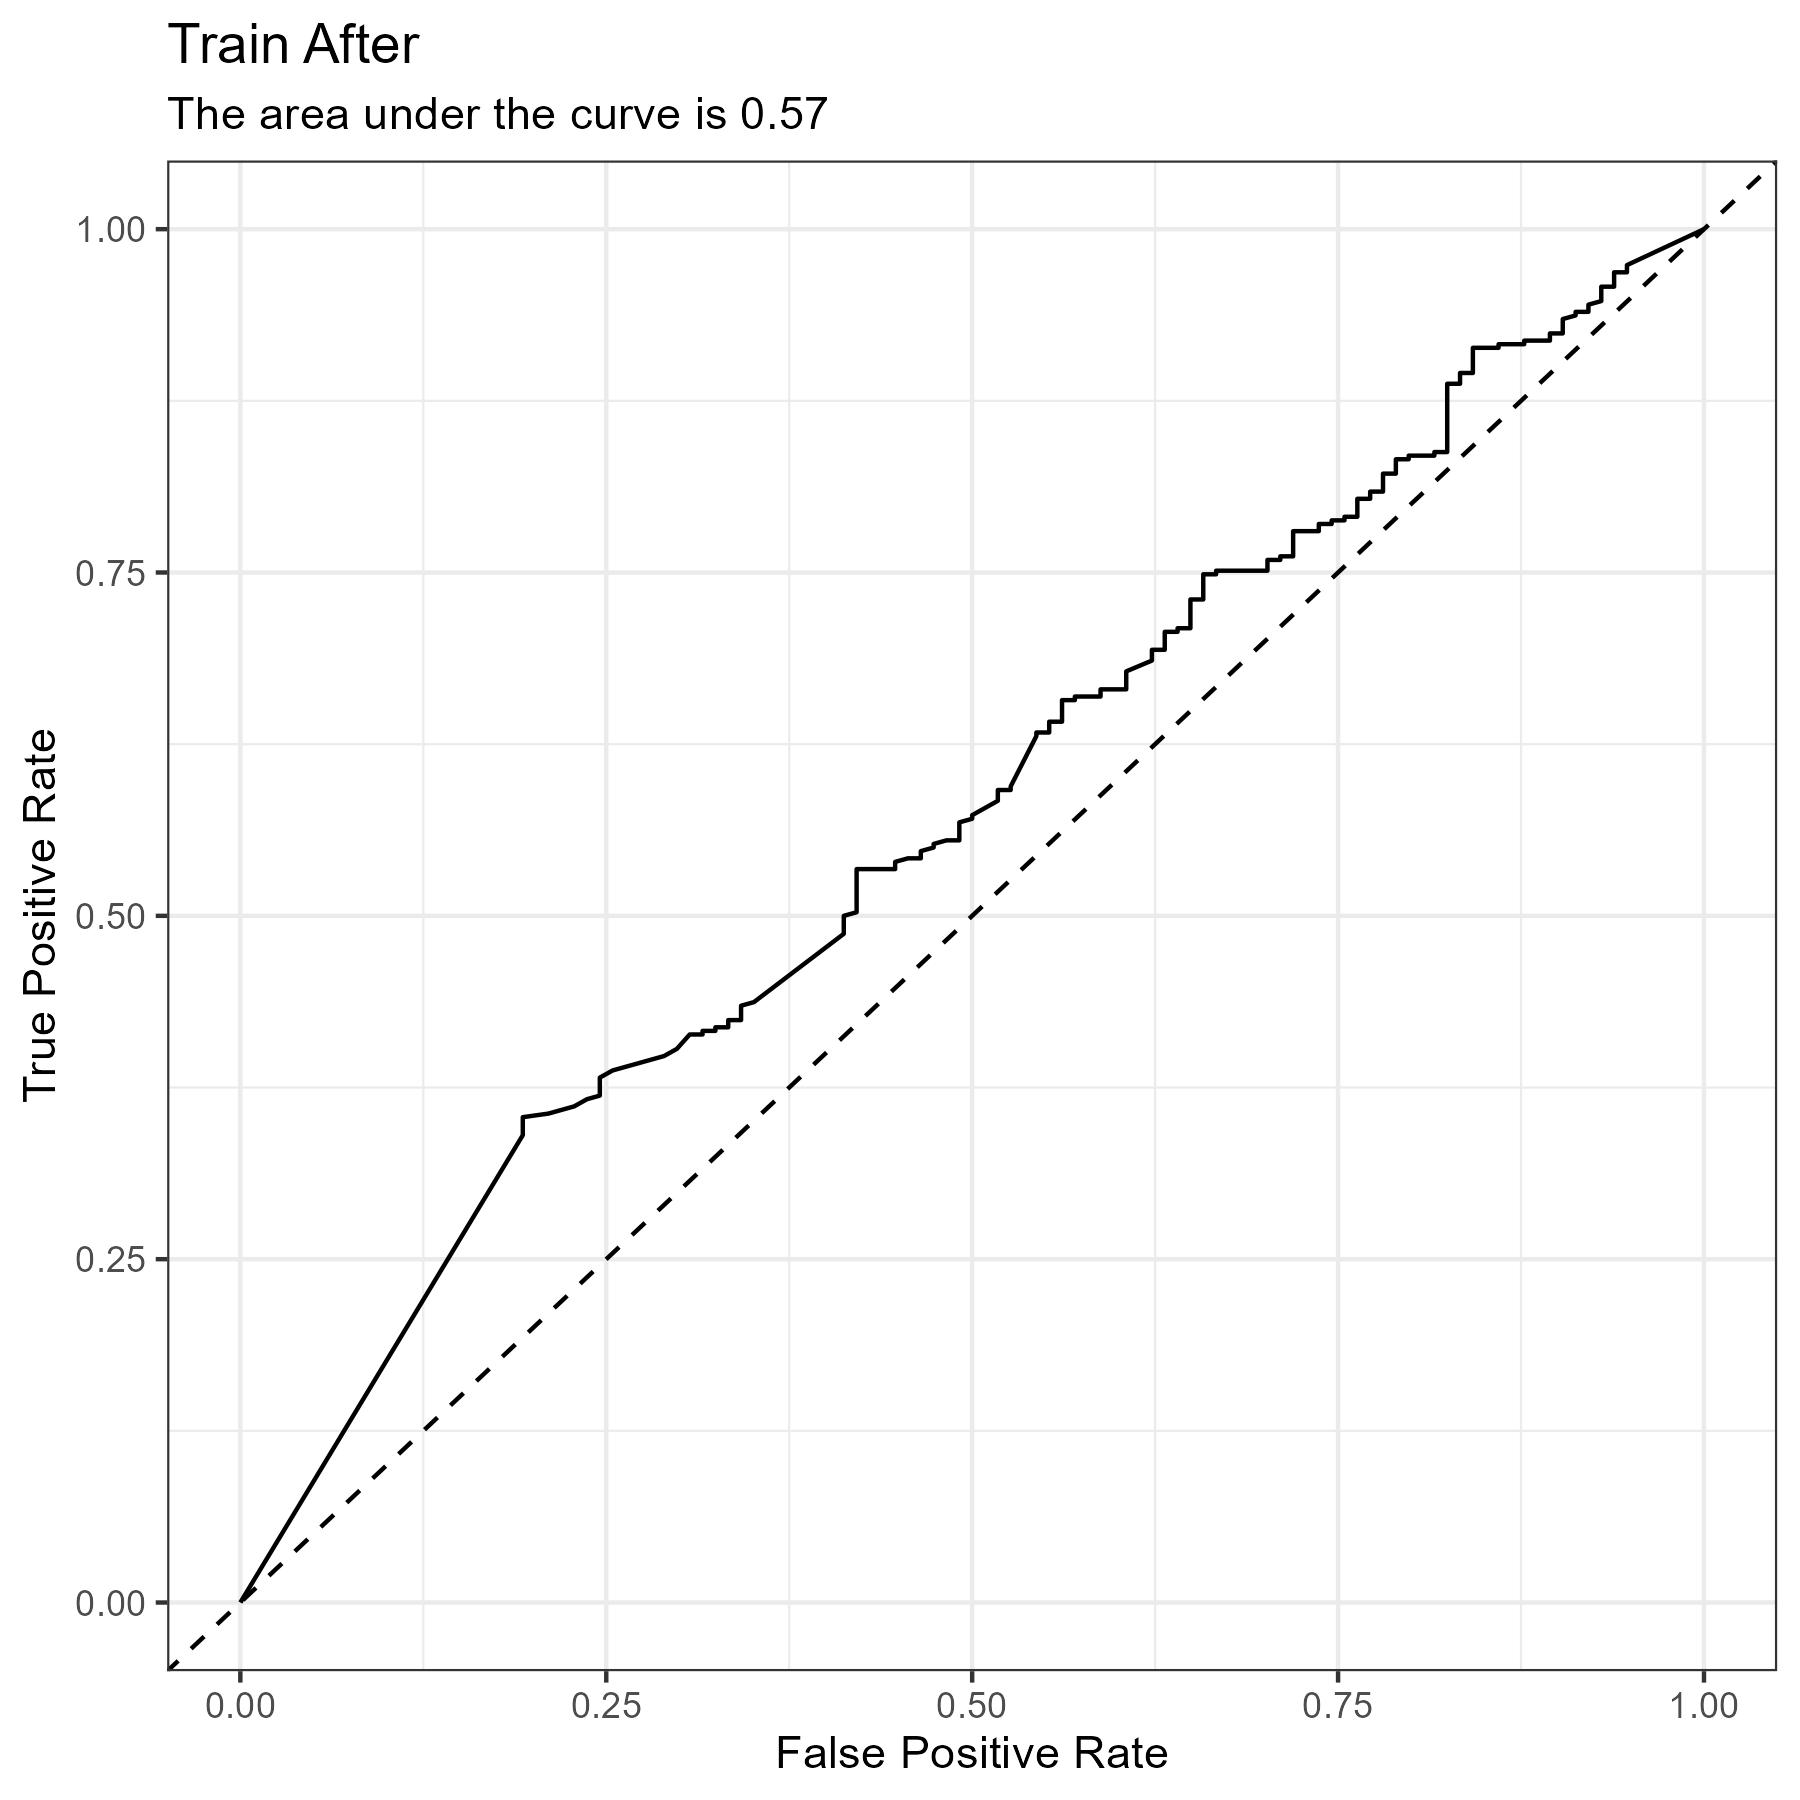 Train After
The area under the curve is 0.57
1.00
0.75
0.50
0.25
0.00
True Positive Rate
0.00 0.25 0.50 0.75 1.00
False Positive Rate